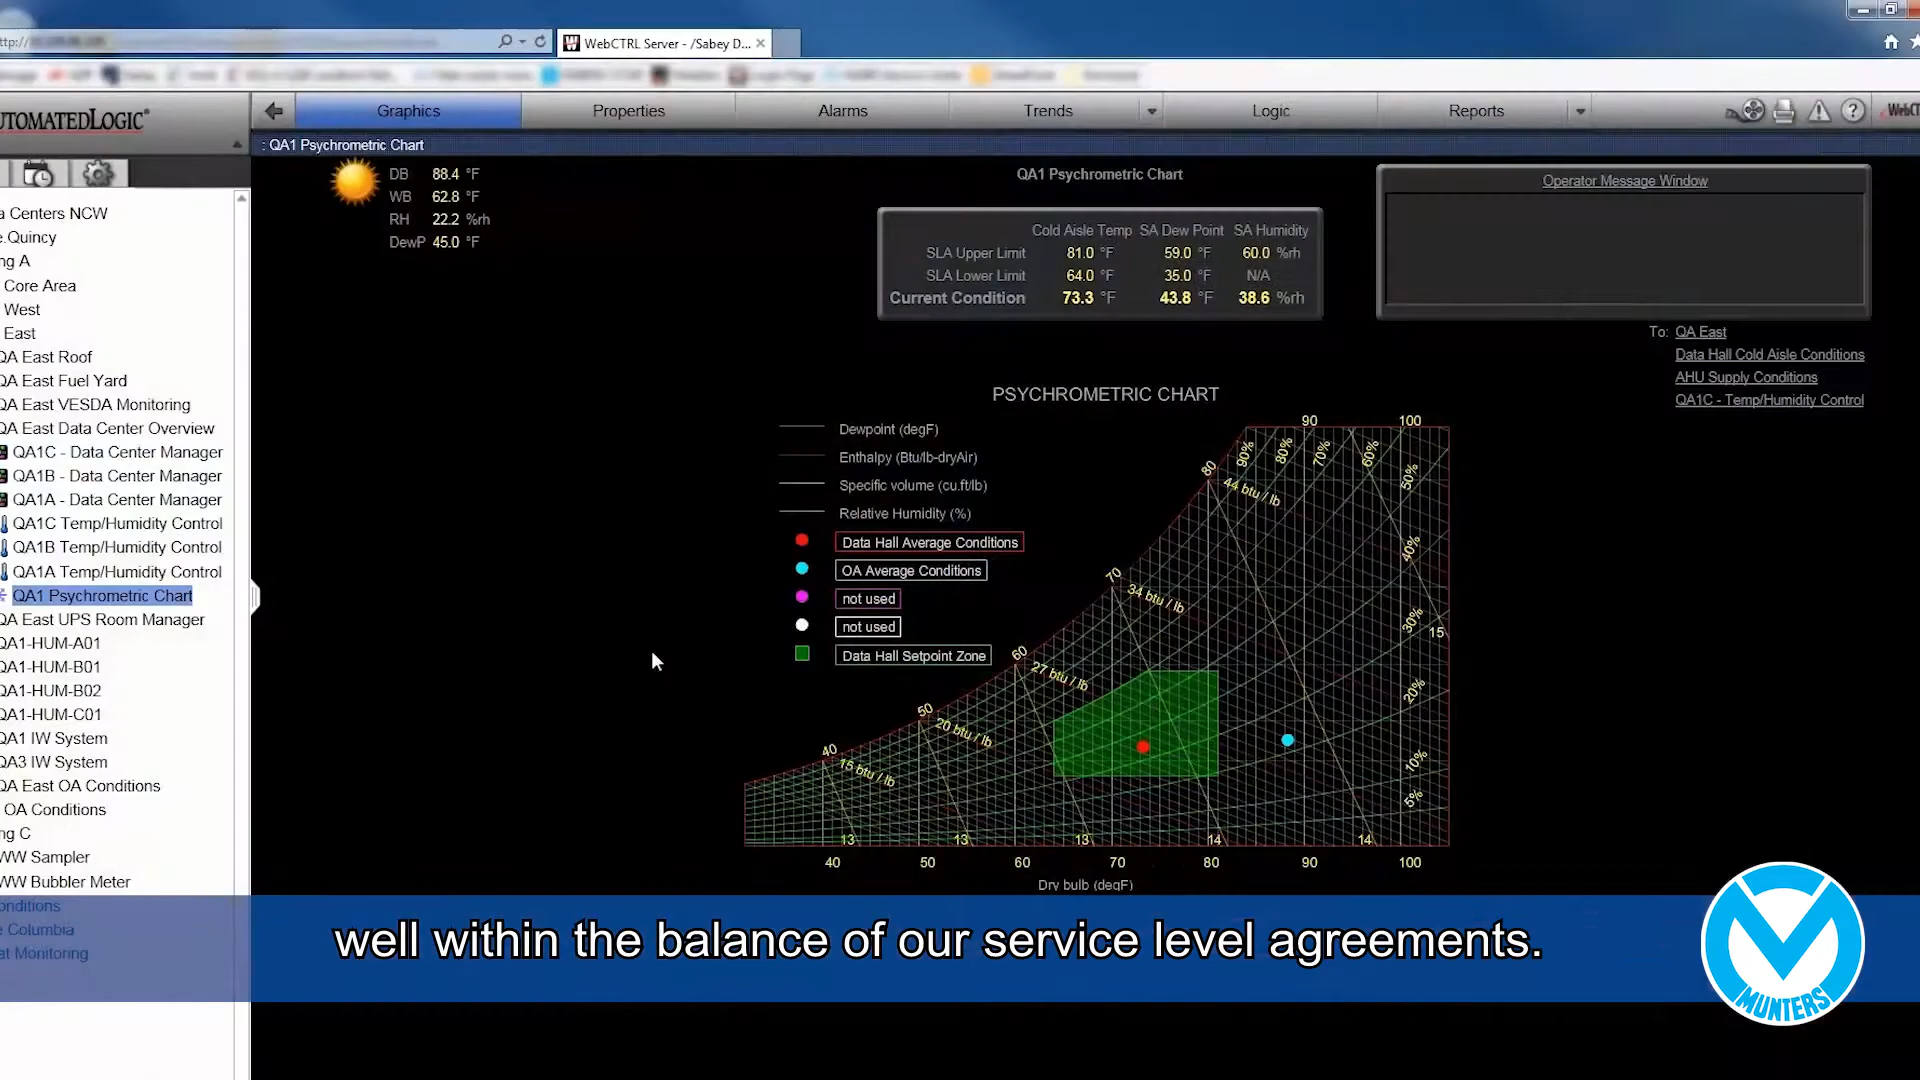 WebCTRL Server - /Sabey D...
AUTOMATEDLOGIC®
Graphics
Properties
Alarms
Trends
Logic
Reports
WebCT
: QA1 Psychrometric Chart
DB 88.4 °F
WB 62.8 °F
RH 22.2 %rh
DewP 45.0 °F
QA1 Psychrometric Chart
Cold Aisle Temp SA Dew Point SA Humidity
SLA Upper Limit 81.0 °F 59.0 °F 60.0 %rh
SLA Lower Limit 64.0 °F 35.0 °F N/A
Current Condition 73.3 °F 43.8 °F 38.6 %rh
Operator Message Window
To: QA East
Data Hall Cold Aisle Conditions
AHU Supply Conditions
QA1C - Temp/Humidity Control
a Centers NCW
e.Quincy
ng A
Core Area
West
East
QA East Roof
QA East Fuel Yard
QA East VESDA Monitoring
QA East Data Center Overview
QA1C - Data Center Manager
QA1B - Data Center Manager
QA1A - Data Center Manager
QA1C Temp/Humidity Control
QA1B Temp/Humidity Control
QA1A Temp/Humidity Control
QA1 Psychrometric Chart
QA East UPS Room Manager
QA1-HUM-A01
QA1-HUM-B01
QA1-HUM-B02
QA1-HUM-C01
QA1 IW System
QA3 IW System
QA East OA Conditions
OA Conditions
ng C
WW Sampler
WW Bubbler Meter
onditions
e Columbia
at Monitoring
PSYCHROMETRIC CHART
Dewpoint (degF)
Enthalpy (Btu/lb-dryAir)
Specific volume (cu.ft/lb)
Relative Humidity (%)
Data Hall Average Conditions
OA Average Conditions
not used
not used
Data Hall Setpoint Zone
90 100
80 90% 80% 70% 60% 50%
44 btu / lb
40%
70
34 btu / lb
30% 15
60
27 btu / lb
20%
50
20 btu / lb
40
15 btu / lb
10%
5%
13 13 13 14 14
40 50 60 70 80 90 100
Dry bulb (degF)
well within the balance of our service level agreements.
MUNTERS